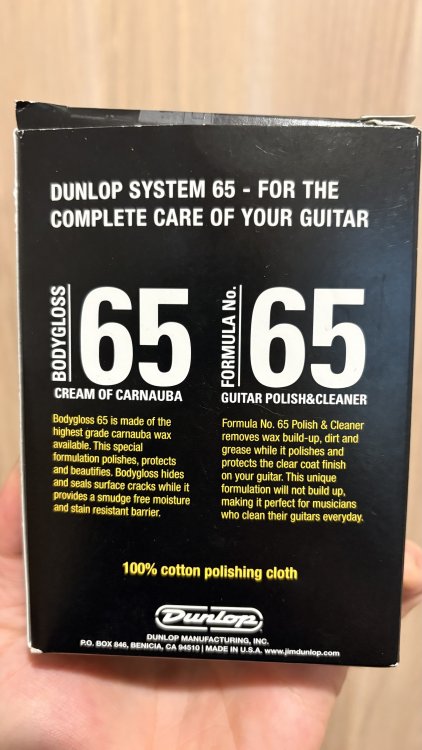 DUNLOP SYSTEM 65 - FOR THE
COMPLETE CARE OF YOUR GUITAR
BODYGLOSS
65
CREAM OF CARNAUBA
Bodygloss 65 is made of the
highest grade carnauba wax
available. This special
formulation polishes, protects
and beautifies. Bodygloss hides
and seals surface cracks while it
provides a smudge free moisture
and stain resistant barrier.
FORMULA No.
65
GUITAR POLISH&CLEANER
Formula No. 65 Polish & Cleaner
removes wax build-up, dirt and
grease while it polishes and
protects the clear coat finish
on your guitar. This unique
formulation will not build up,
making it perfect for musicians
who clean their guitars everyday.
100% cotton polishing cloth
Dunlop
DUNLOP MANUFACTURING, INC.
P.O. BOX 846, BENICIA, CA 94510 | MADE IN U.S.A. www.jimdunlop.com